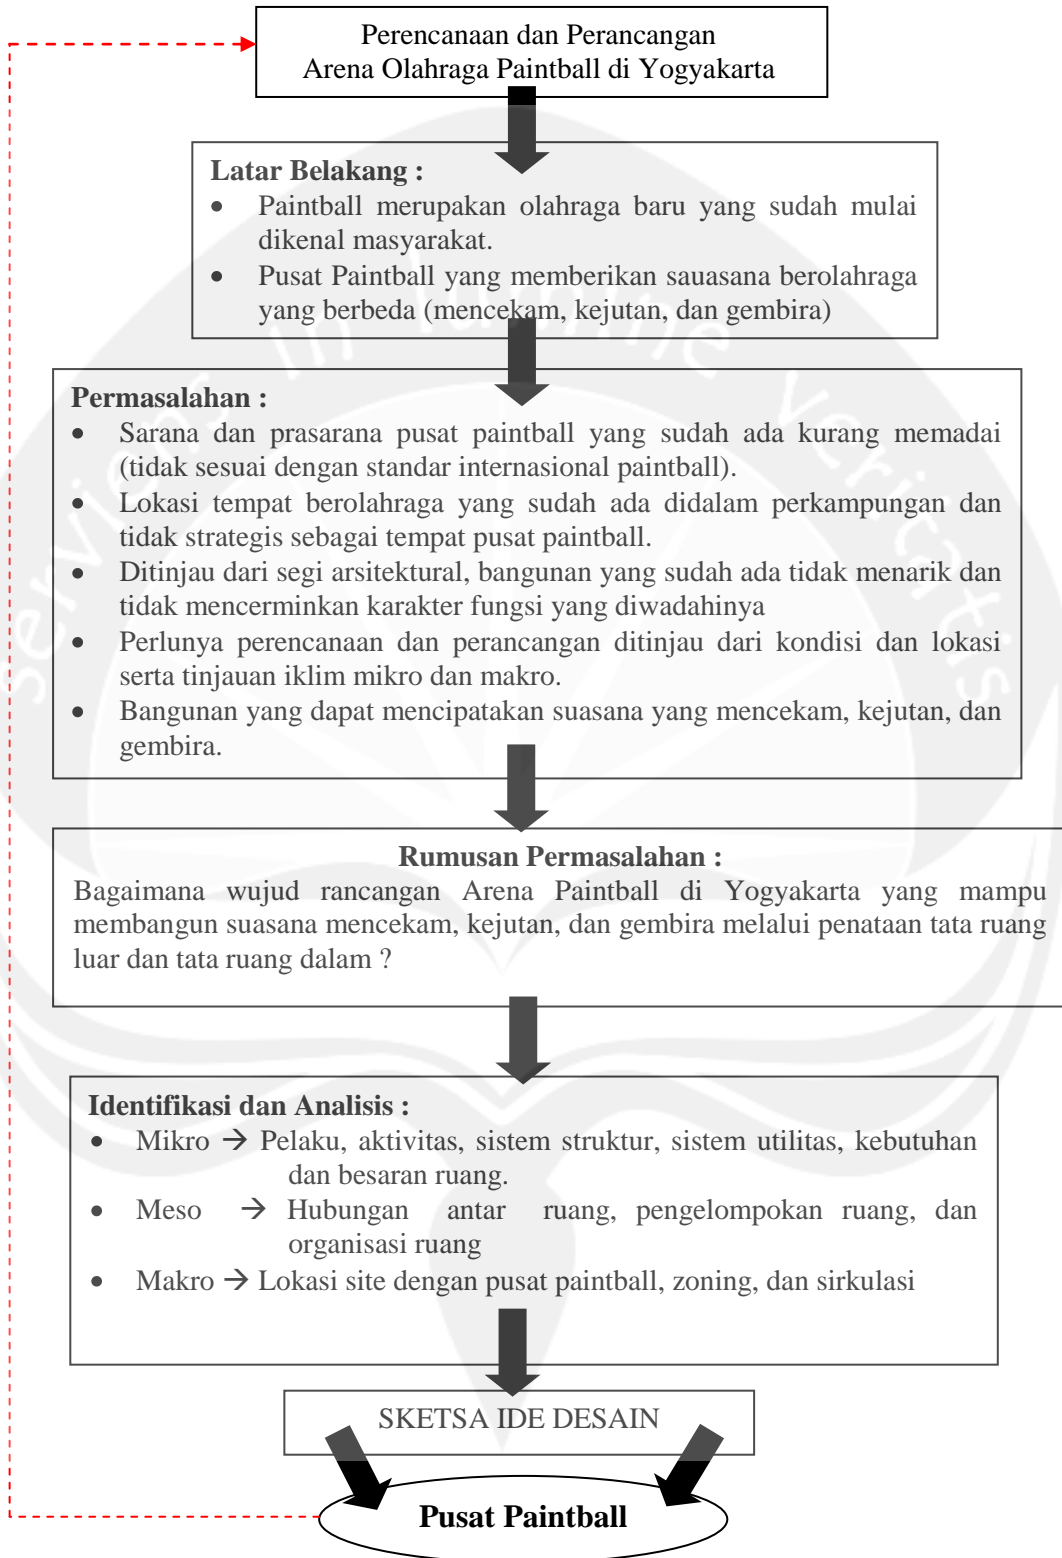 Perencanaan dan Perancangan
Arena Olahraga Paintball di Yogyakarta
Latar Belakang :
• Paintball merupakan olahraga baru yang sudah mulai
dikenal masyarakat.
• Pusat Paintball yang memberikan sauasana berolahraga
yang berbeda (mencekam, kejutan, dan gembira)
Permasalahan :
• Sarana dan prasarana pusat paintball yang sudah ada kurang memadai
(tidak sesuai dengan standar internasional paintball).
• Lokasi tempat berolahraga yang sudah ada didalam perkampungan dan
tidak strategis sebagai tempat pusat paintball.
• Ditinjau dari segi arsitektural, bangunan yang sudah ada tidak menarik dan
tidak mencerminkan karakter fungsi yang diwadahinya
• Perlunya perencanaan dan perancangan ditinjau dari kondisi dan lokasi
serta tinjauan iklim mikro dan makro.
• Bangunan yang dapat mencipatakan suasana yang mencekam, kejutan, dan
gembira.
Rumusan Permasalahan :
Bagaimana wujud rancangan Arena Paintball di Yogyakarta yang mampu
membangun suasana mencekam, kejutan, dan gembira melalui penataan tata ruang
luar dan tata ruang dalam ?
Identifikasi dan Analisis :
• Mikro → Pelaku, aktivitas, sistem struktur, sistem utilitas, kebutuhan
dan besaran ruang.
• Meso → Hubungan antar ruang, pengelompokan ruang, dan
organisasi ruang
• Makro → Lokasi site dengan pusat paintball, zoning, dan sirkulasi
SKETSA IDE DESAIN
Pusat Paintball
serviens in lumine veritatis